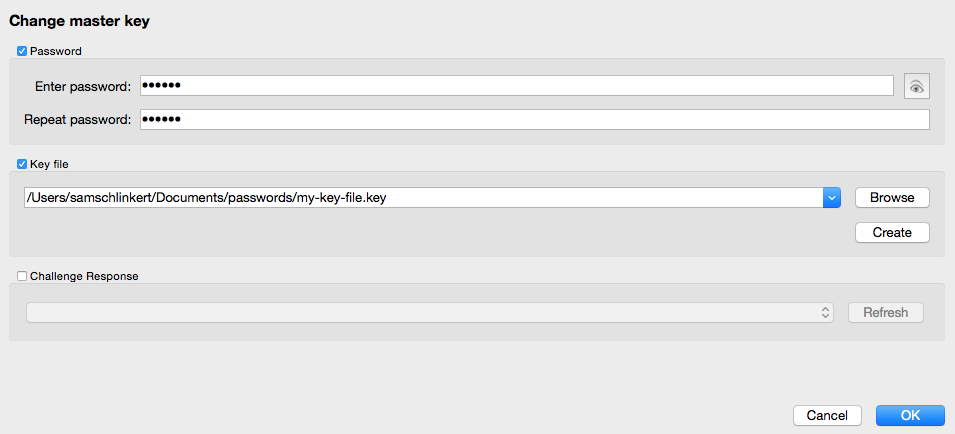 Change master key
Password
Enter password: ••••••
Repeat password: ••••••
Key file
/Users/samschlinkert/Documents/passwords/my-key-file.key Browse
Create
Challenge Response
Refresh
Cancel OK